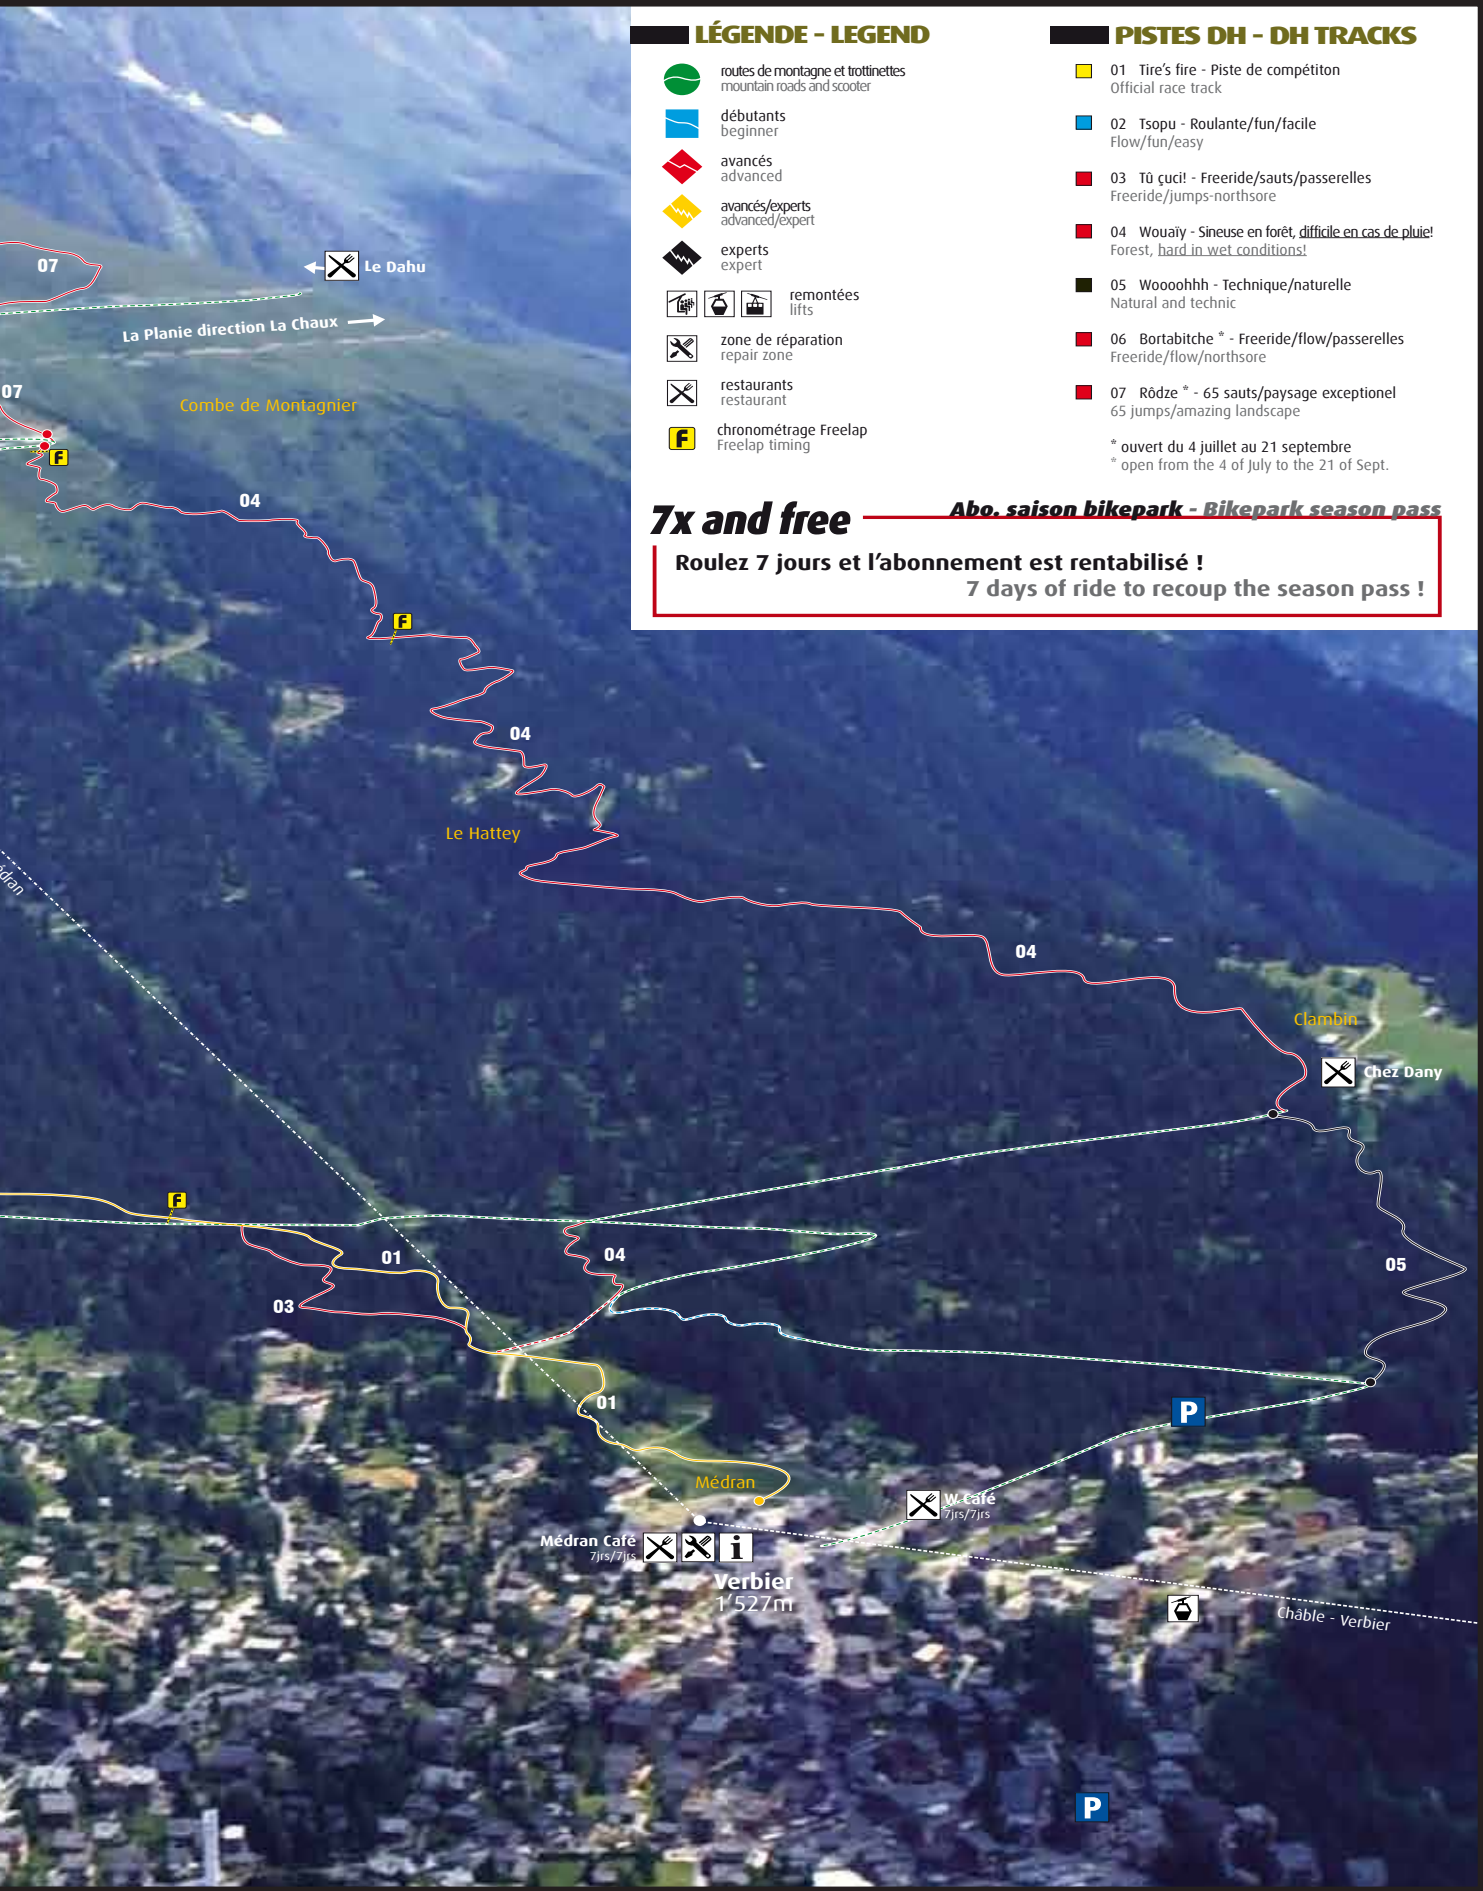 LÉGENDE - LEGEND
routes de montagne et trottinettes
mountain roads and scooter
débutants
beginner
avancés
advanced
avancés/experts
advanced/expert
experts
expert
remontées
lifts
zone de réparation
repair zone
restaurants
restaurant
F
chronométrage Freelap
Freelap timing
PISTES DH - DH TRACKS
01 Tire's fire - Piste de compétiton
Official race track
02 Tsopu - Roulante/fun/facile
Flow/fun/easy
03 Tû çuci! - Freeride/sauts/passerelles
Freeride/jumps-northsore
04 Wouaïy - Sineuse en forêt, difficile en cas de pluie!
Forest, hard in wet conditions!
05 Woooohhh - Technique/naturelle
Natural and technic
06 Bortabitche * - Freeride/flow/passerelles
Freeride/flow/northsore
07 Rôdze * - 65 sauts/paysage exceptionel
65 jumps/amazing landscape
* ouvert du 4 juillet au 21 septembre
* open from the 4 of July to the 21 of Sept.
7x and free
Abo. saison bikepark - Bikepark season pass
Roulez 7 jours et l'abonnement est rentabilisé !
7 days of ride to recoup the season pass !
07
Le Dahu
La Planie direction La Chaux
07
Combe de Montagnier
F
04
F
04
Le Hattey
édran
04
Clambin
Chez Dany
F
01
04
05
03
01
P
Médran
W Café
7jrs/7jrs
Médran Café
7jrs/7jrs
i
Verbier
1'527m
Châble - Verbier
P